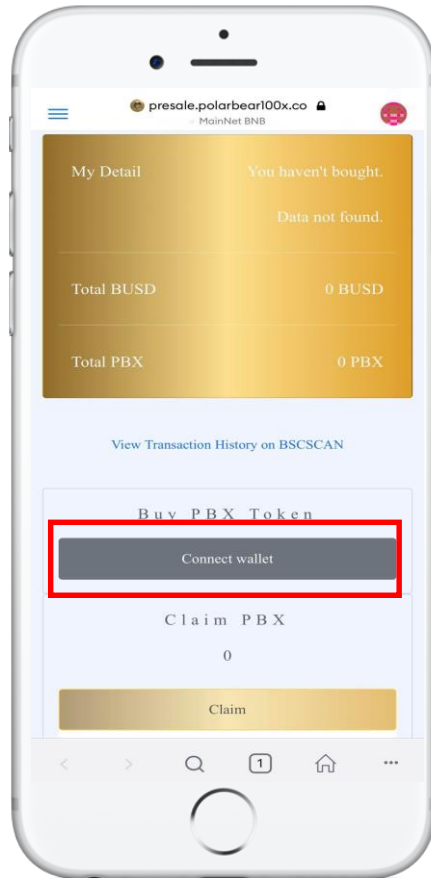 presale.polarbear100x.co
MainNet BNB
My Detail You haven't bought.
Data not found.
Total BUSD 0 BUSD
Total PBX 0 PBX
View Transaction History on BSCSCAN
Buy PBX Token
Connect wallet
Claim PBX
0
Claim
1